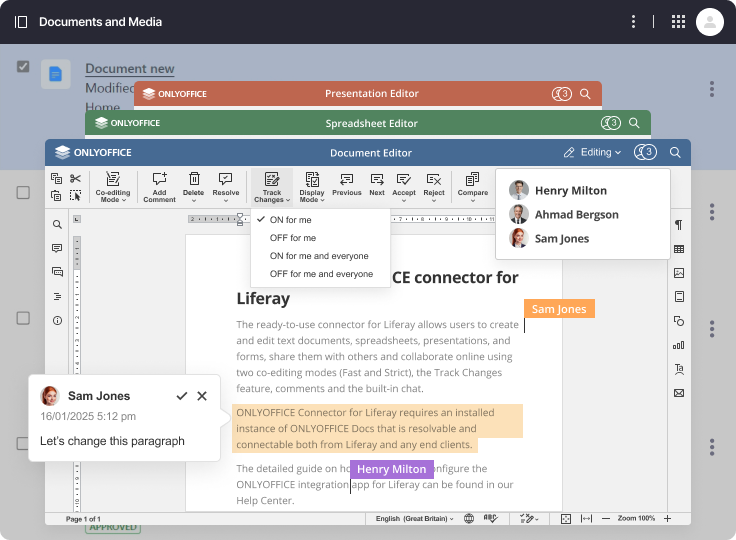 Documents and Media
Document new
Modified
Home
ONLYOFFICE
Presentation Editor
3
ONLYOFFICE
Spreadsheet Editor
3
ONLYOFFICE
Document Editor
Editing
3
Co-editing
Mode
Add
Comment
Delete
Resolve
Track
Changes
Display
Mode
Previous
Next
Accept
Reject
Compare
Henry Milton
Ahmad Bergson
Sam Jones
ON for me
OFF for me
ON for me and everyone
OFF for me and everyone
CE connector for
Liferay
Sam Jones
The ready-to-use connector for Liferay allows users to create
and edit text documents, spreadsheets, presentations, and
forms, share them with others and collaborate online using
two co-editing modes (Fast and Strict), the Track Changes
feature, comments and the built-in chat.
Sam Jones
16/01/2025 5:12 pm
Let's change this paragraph
ONLYOFFICE Connector for Liferay requires an installed
instance of ONLYOFFICE Docs that is resolvable and
connectable both from Liferay and any end clients.
Henry Milton
The detailed guide on ho onfigure the
ONLYOFFICE integration app for Liferay can be found in our
Help Center.
Page 1 of 1
English (Great Britain)
Zoom 100%
APPROVED